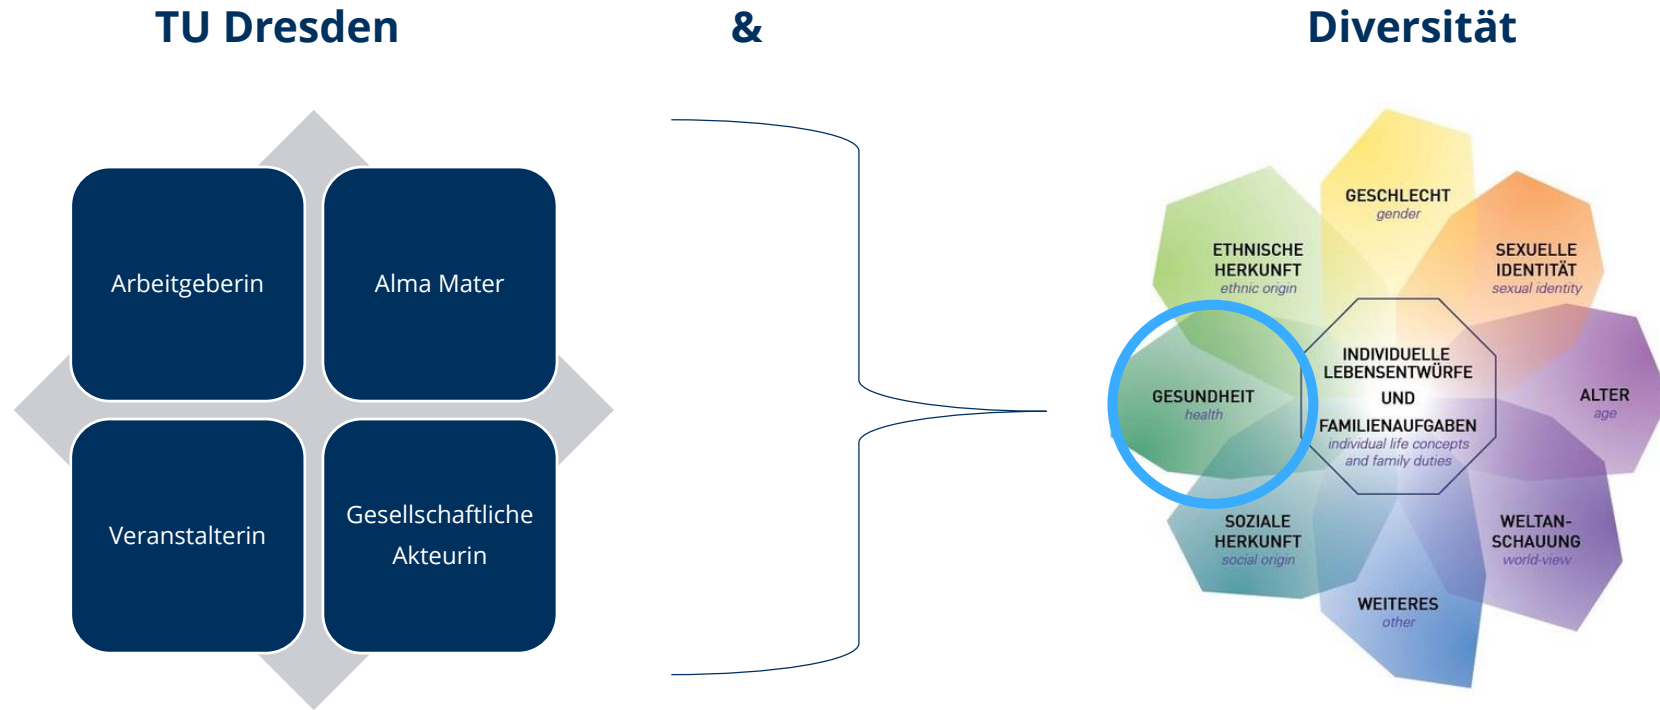 TU Dresden & Diversität
Arbeitgeberin
Alma Mater
Veranstalterin
Gesellschaftliche
Akteurin
GESCHLECHT
gender
SEXUELLE
IDENTITÄT
sexual identity
ALTER
age
WELTAN-
SCHAUUNG
world-view
WEITERES
other
SOZIALE
HERKUNFT
social origin
GESUNDHEIT
health
ETHNISCHE
HERKUNFT
ethnic origin
INDIVIDUELLE
LEBENSENTWÜRFE
UND
FAMILIENAUFGABEN
individual life concepts
and family duties